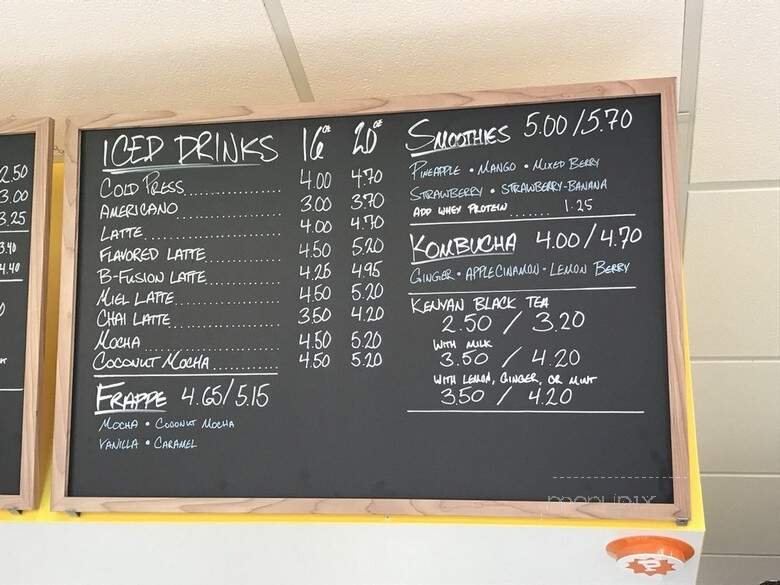 2.50
3.00
3.25
3.40
4.40
ICED DRINKS 16oz 20oz
COLD PRESS 4.00 4.70
AMERICANO 3.00 3.70
LATTE 4.00 4.70
FLAVORED LATTE 4.50 5.20
B-FUSION LATTE 4.25 4.95
MIEL LATTE 4.50 5.20
CHAI LATTE 3.50 4.20
MOCHA 4.50 5.20
COCONUT MOCHA 4.50 5.20
FRAPPE 4.65/5.15
MOCHA • COCONUT MOCHA
VANILLA • CARAMEL
SMOOTHIES 5.00/5.70
PINEAPPLE • MANGO • MIXED BERRY
STRAWBERRY • STRAWBERRY-BANANA
ADD WHEY PROTEIN 1.25
KOMBUCHA 4.00/4.70
GINGER • APPLE CINAMON • LEMON BERRY
KENYAN BLACK TEA
2.50 / 3.20
WITH MILK
3.50 / 4.20
WITH LEMON, GINGER, OR MINT
3.50 / 4.20
menupix